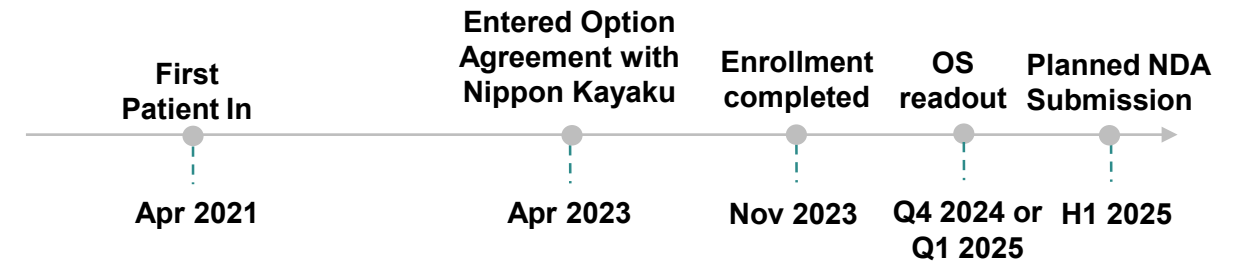 First
Patient In
Entered Option
Agreement with
Nippon Kayaku
Enrollment
completed
OS
readout
Planned NDA
Submission
Apr 2021
Apr 2023
Nov 2023
Q4 2024 or
Q1 2025
H1 2025